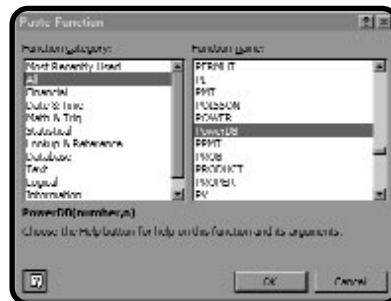 Paste Function
Function category:
Most Recently Used
All
Financial
Date & Time
Math & Trig
Statistical
Lookup & Reference
Database
Text
Logical
Information
Function name:
PERMUT
PI
PMT
POISSON
POWER
PowerDB
PPMT
PROB
PRODUCT
PROPER
PV
PowerDB(number,n)
Choose the Help button for help on this function and its arguments.
OK
Cancel